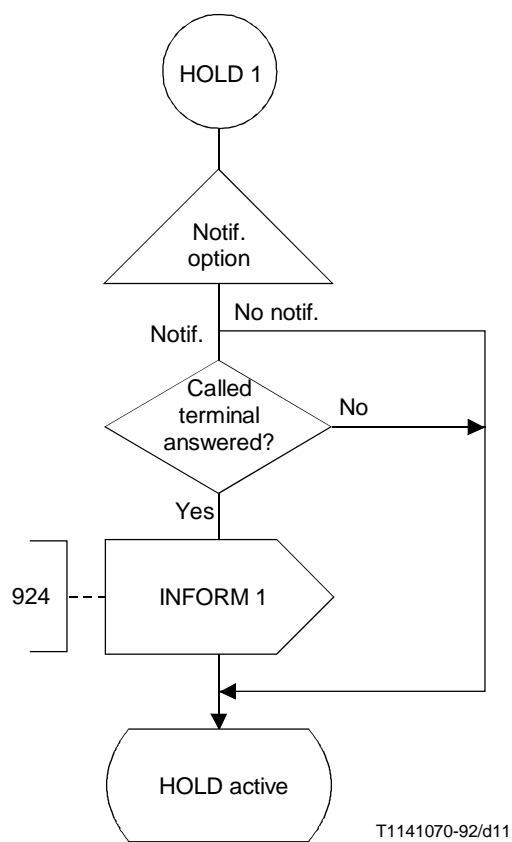 HOLD 1
Notif.
option
No notif.
Notif.
Called
terminal
answered?
No
Yes
924
INFORM 1
HOLD active
T1141070-92/d11